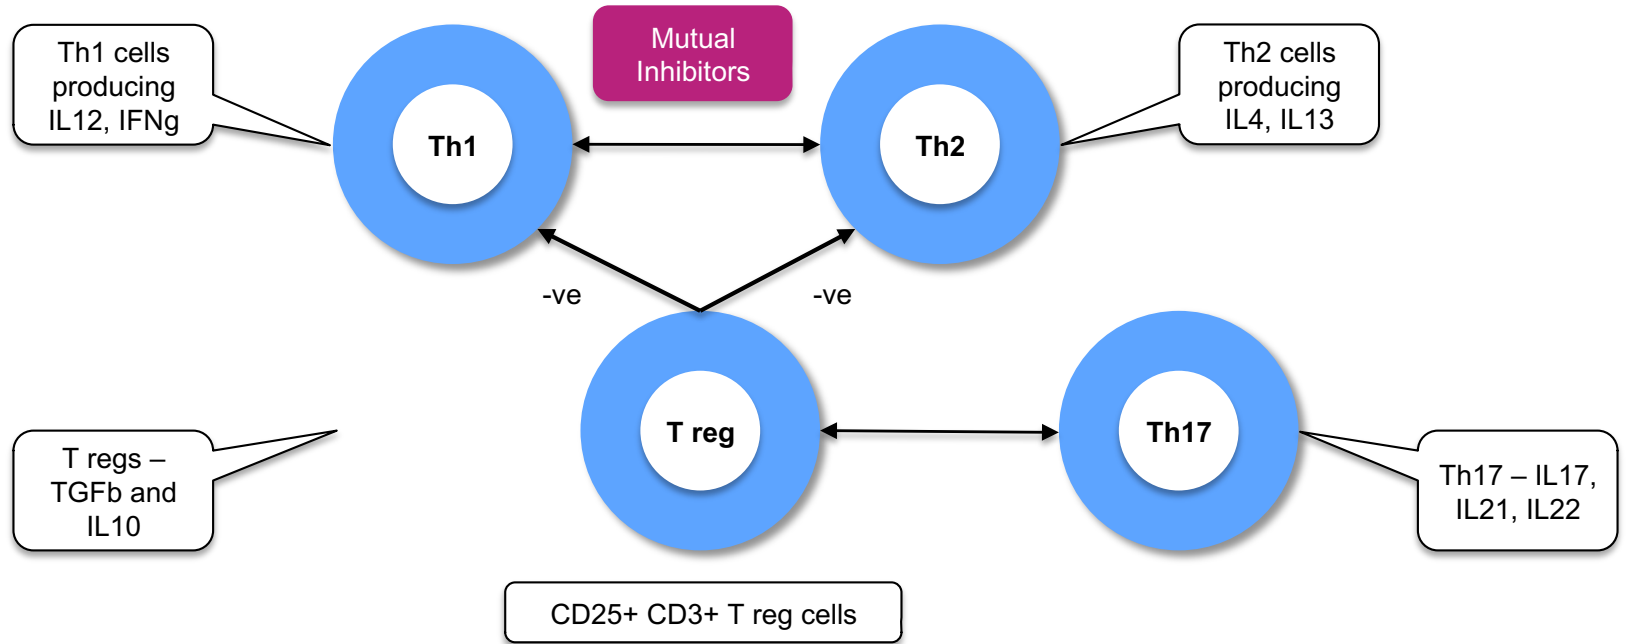 Th1 cells
producing
IL12, IFNg
Th1
Mutual
Inhibitors
Th2
Th2 cells
producing
IL4, IL13
-ve
-ve
T regs –
TGFb and
IL10
T reg
Th17
Th17 – IL17,
IL21, IL22
CD25+ CD3+ T reg cells